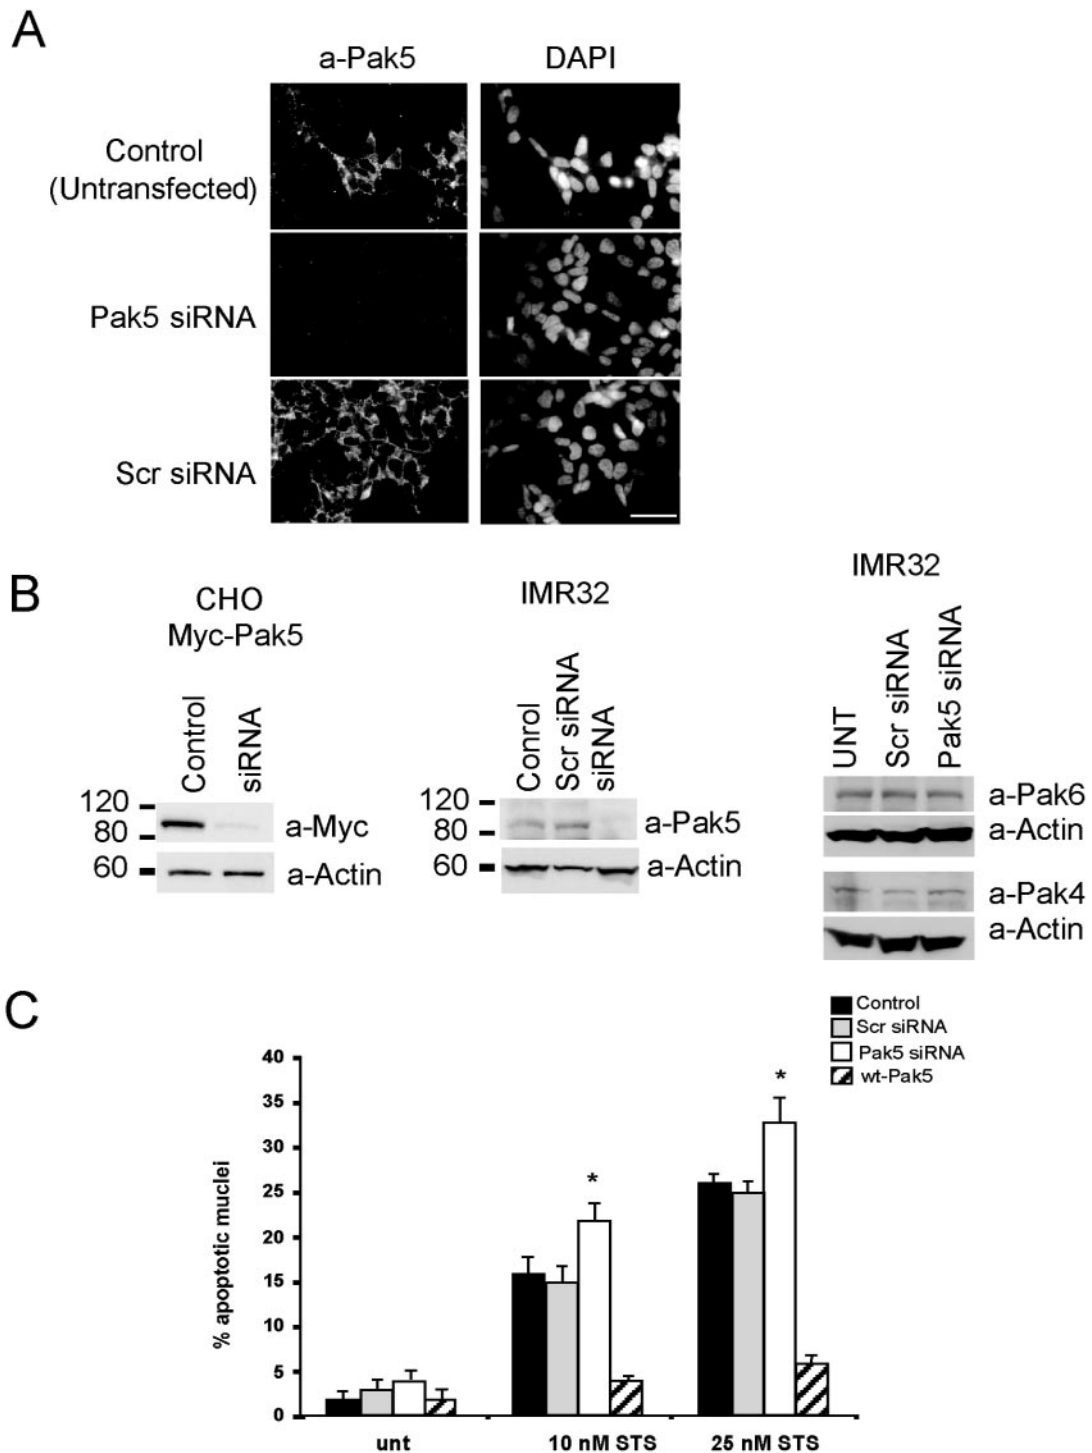 A
a-Pak5 DAPI
Control
(Untransfected)
Pak5 siRNA
Scr siRNA
B
CHO
Myc-Pak5
Control
siRNA
120
80
60
a-Myc
a-Actin
IMR32
Conrol
Scr siRNA
siRNA
120
80
60
a-Pak5
a-Actin
IMR32
UNT
Scr siRNA
Pak5 siRNA
a-Pak6
a-Actin
a-Pak4
a-Actin
C
Control
Scr siRNA
Pak5 siRNA
wt-Pak5
% apoptotic muclei
40
35
30
25
20
15
10
5
0
*
*
unt 10 nM STS 25 nM STS